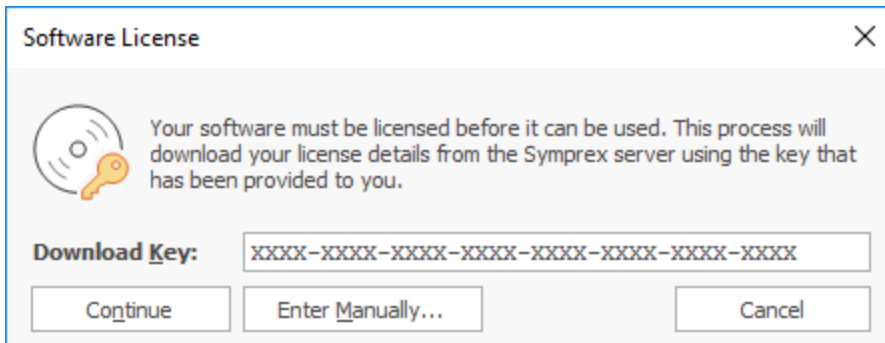 Software License
Your software must be licensed before it can be used. This process will
download your license details from the Symprex server using the key that
has been provided to you.
Download Key: XXXX-XXXX-XXXX-XXXX-XXXX-XXXX-XXXX-XXXX
Continue Enter Manually... Cancel